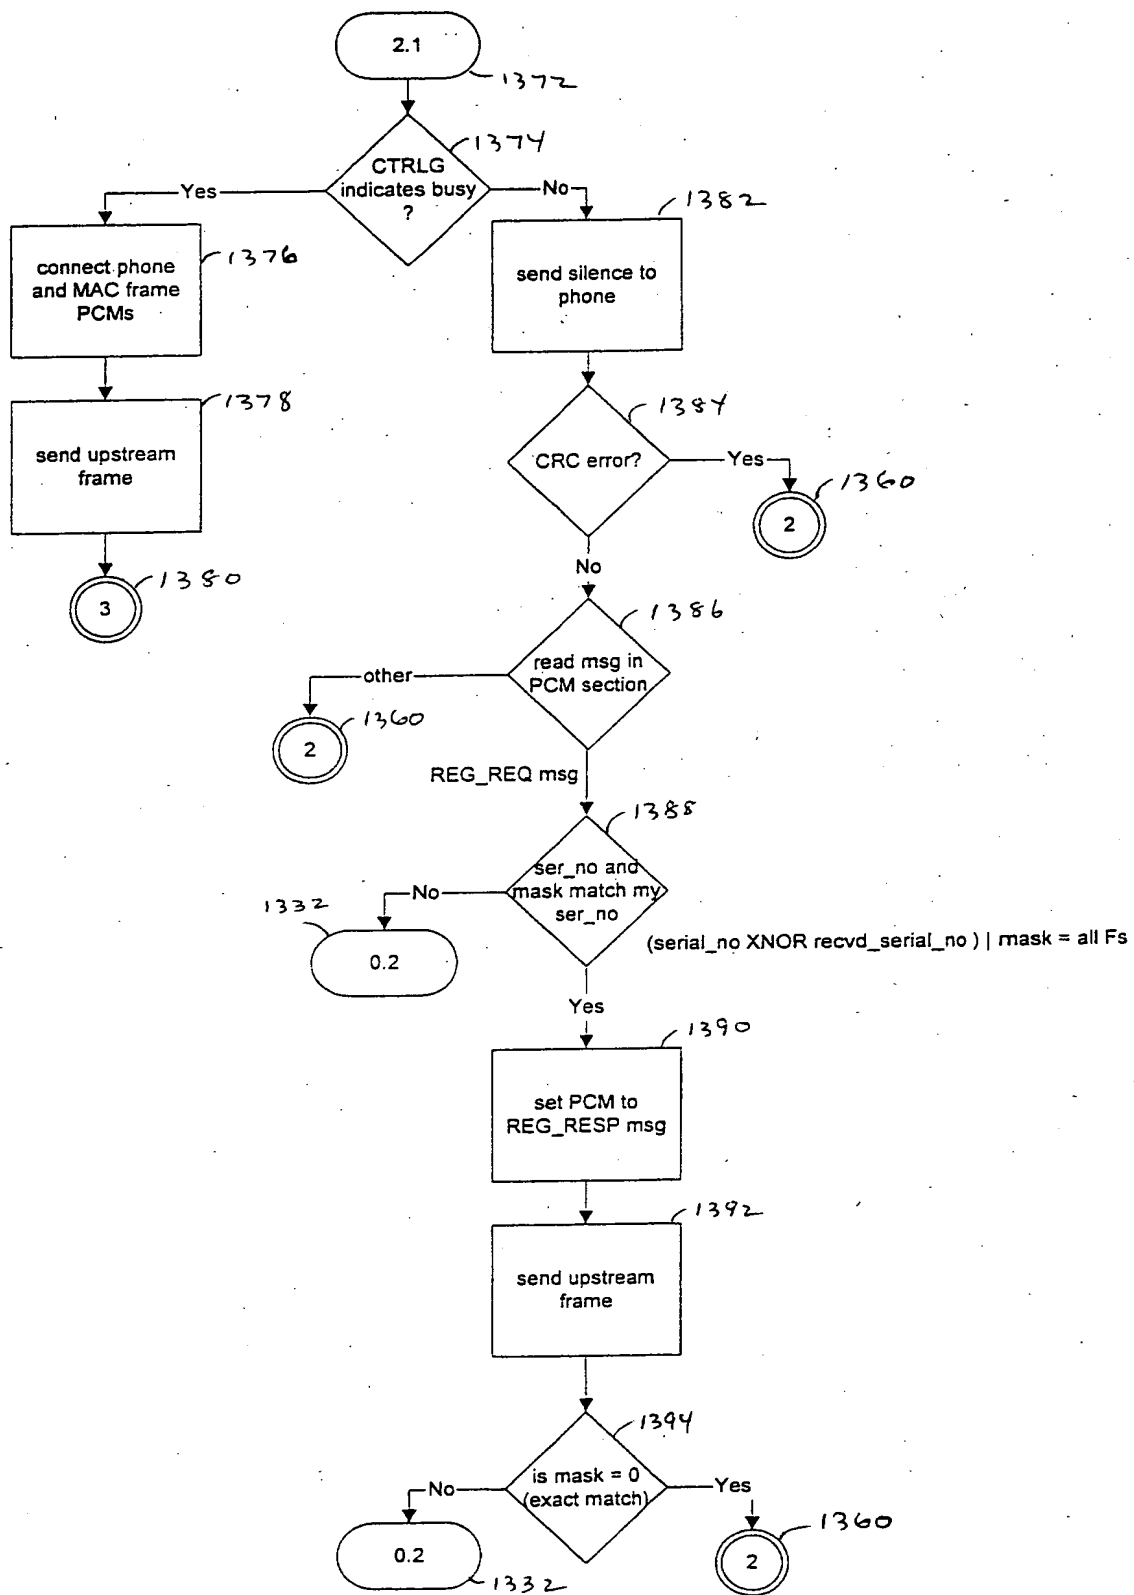 2.1
1372
1374
CTRLG
indicates busy
?
Yes
No
1382
1376
connect phone
and MAC frame
PCMs
send silence to
phone
1378
send upstream
frame
1384
CRC error?
Yes
1360
2
No
1380
3
1386
read msg in
PCM section
other
1360
2
REG_REQ msg
1388
ser_no and
mask match my
ser_no
No
1332
0.2
(serial_no XNOR recvd_serial_no ) | mask = all Fs
Yes
1390
set PCM to
REG_RESP msg
1392
send upstream
frame
1394
is mask = 0
(exact match)
No
Yes
0.2
1332
1360
2